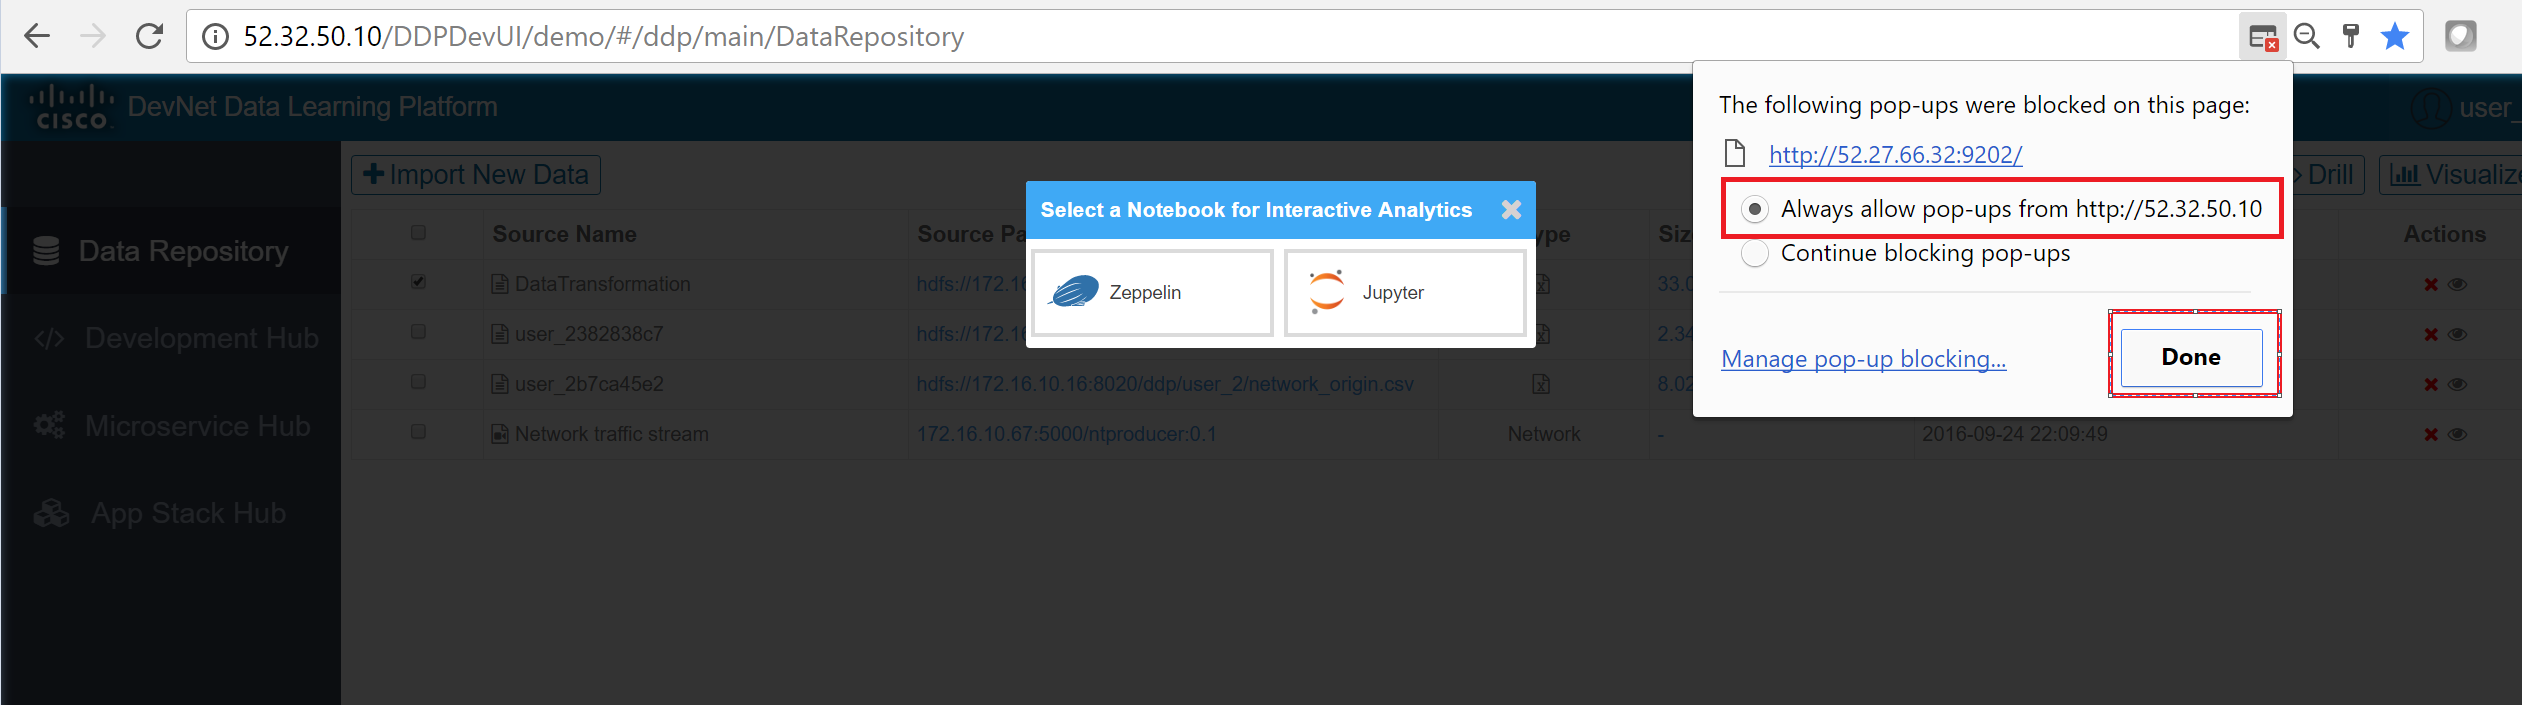 52.32.50.10/DDPDevUI/demo/#/ddp/main/DataRepository
CISCO DevNet Data Learning Platform
user_
The following pop-ups were blocked on this page:
http://52.27.66.32:9202/
Always allow pop-ups from http://52.32.50.10
Continue blocking pop-ups
Manage pop-up blocking...
Done
Import New Data
Drill
Visualize
Select a Notebook for Interactive Analytics
Zeppelin
Jupyter
Data Repository
Development Hub
Microservice Hub
App Stack Hub
Source Name Source Pa ype Siz Actions
DataTransformation hdfs://172.16 33.0
user_2382838c7 hdfs://172.16 2.34
user_2b7ca45e2 hdfs://172.16.10.16:8020/ddp/user_2/network_origin.csv 8.02
Network traffic stream 172.16.10.67:5000/ntproducer:0.1 Network - 2016-09-24 22:09:49